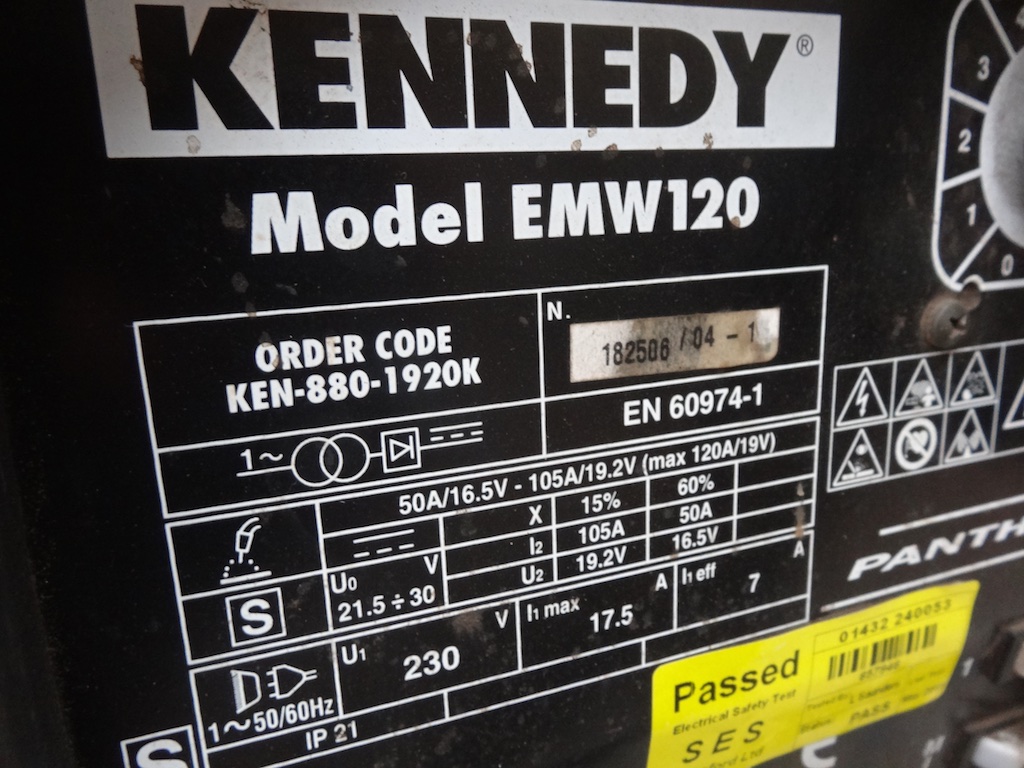 KENNEDY®
Model EMW120
3
2
1
0
ORDER CODE
KEN-880-1920K
N.
182506 / 04 - 1
EN 60974-1
1~
50A/16.5V - 105A/19.2V (max 120A/19V)
X 15% 60%
I2 105A 50A
U2 19.2V 16.5V
U0 V
21.5 ÷ 30
S
U1 230 V
I1 max 17.5 A
I1 eff 7 A
1~50/60Hz
IP 21
S
PANTH
Passed
Electrical Safety Test
SES
01432 240053
PASS